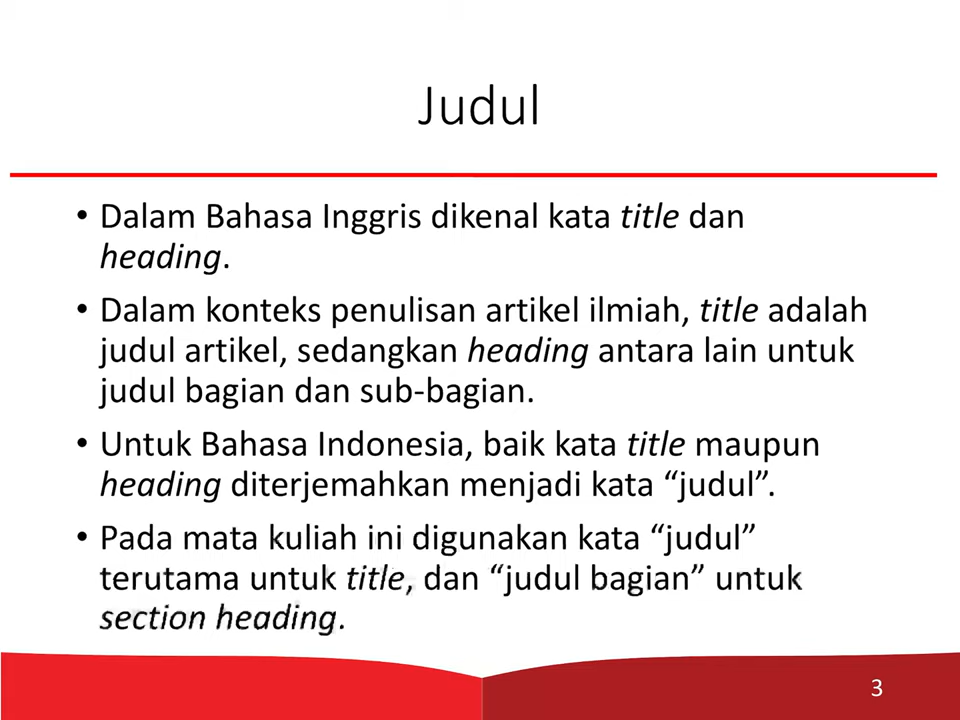 Judul
• Dalam Bahasa Inggris dikenal kata title dan
heading.
• Dalam konteks penulisan artikel ilmiah, title adalah
judul artikel, sedangkan heading antara lain untuk
judul bagian dan sub-bagian.
• Untuk Bahasa Indonesia, baik kata title maupun
heading diterjemahkan menjadi kata “judul”.
• Pada mata kuliah ini digunakan kata “judul”
terutama untuk title, dan “judul bagian” untuk
section heading.
3